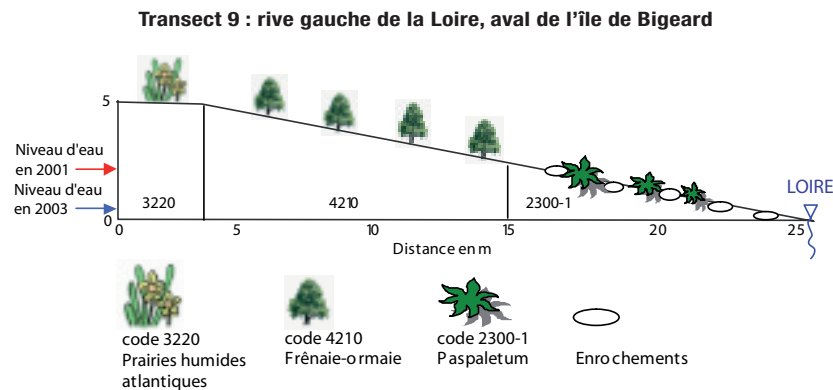 Transect 9 : rive gauche de la Loire, aval de l'île de Bigeard
5
Niveau d'eau
en 2001
Niveau d'eau
en 2003
0
3220
4210
2300-1
LOIRE
0
5
10
15
20
25
Distance en m
code 3220
Prairies humides
atlantiques
code 4210
Frênaie-ormaie
code 2300-1
Paspaletum
Enrochements